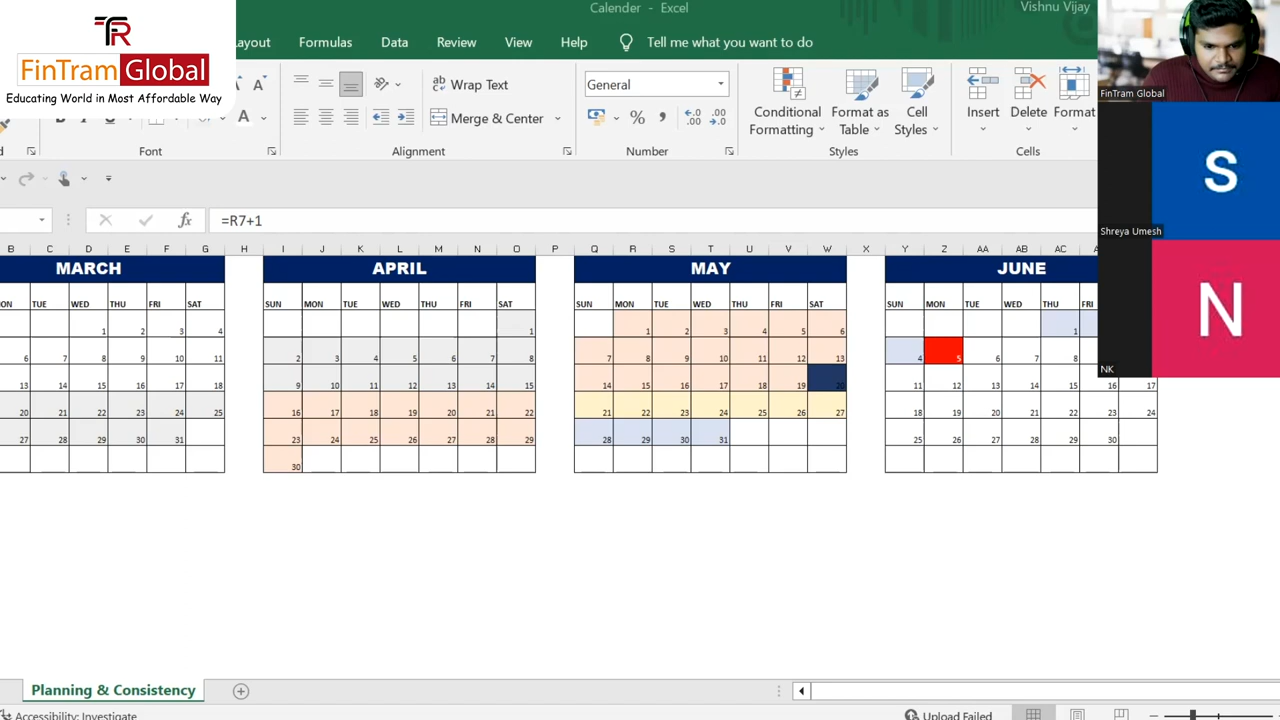 Calender - Excel
Vishnu Vijay
TR
FinTram Global
Educating World in Most Affordable Way
Layout Formulas Data Review View Help Tell me what you want to do
Wrap Text
Merge & Center
General
Conditional Formatting
Format as Table
Cell Styles
Insert Delete Format
Font Alignment Number Styles Cells
FinTram Global
S
Shreya Umesh
N
NK
fx =R7+1
B C D E F G H I J K L M N O P Q R S T U V W X Y Z AA AB AC
MARCH APRIL MAY JUNE
MON TUE WED THU FRI SAT SUN MON TUE WED THU FRI SAT SUN MON TUE WED THU FRI SAT SUN MON TUE WED THU FRI
1 2 3 4 1 1 2 3 4 5 6 1
6 7 8 9 10 11 2 3 4 5 6 7 8 7 8 9 10 11 12 13 4 5 6 7 8
13 14 15 16 17 18 9 10 11 12 13 14 15 14 15 16 17 18 19 20 11 12 13 14 15 16 17
20 21 22 23 24 25 16 17 18 19 20 21 22 21 22 23 24 25 26 27 18 19 20 21 22 23 24
27 28 29 30 31 23 24 25 26 27 28 29 28 29 30 31 25 26 27 28 29 30
30
Planning & Consistency
Accessibility: Investigate
Upload Failed